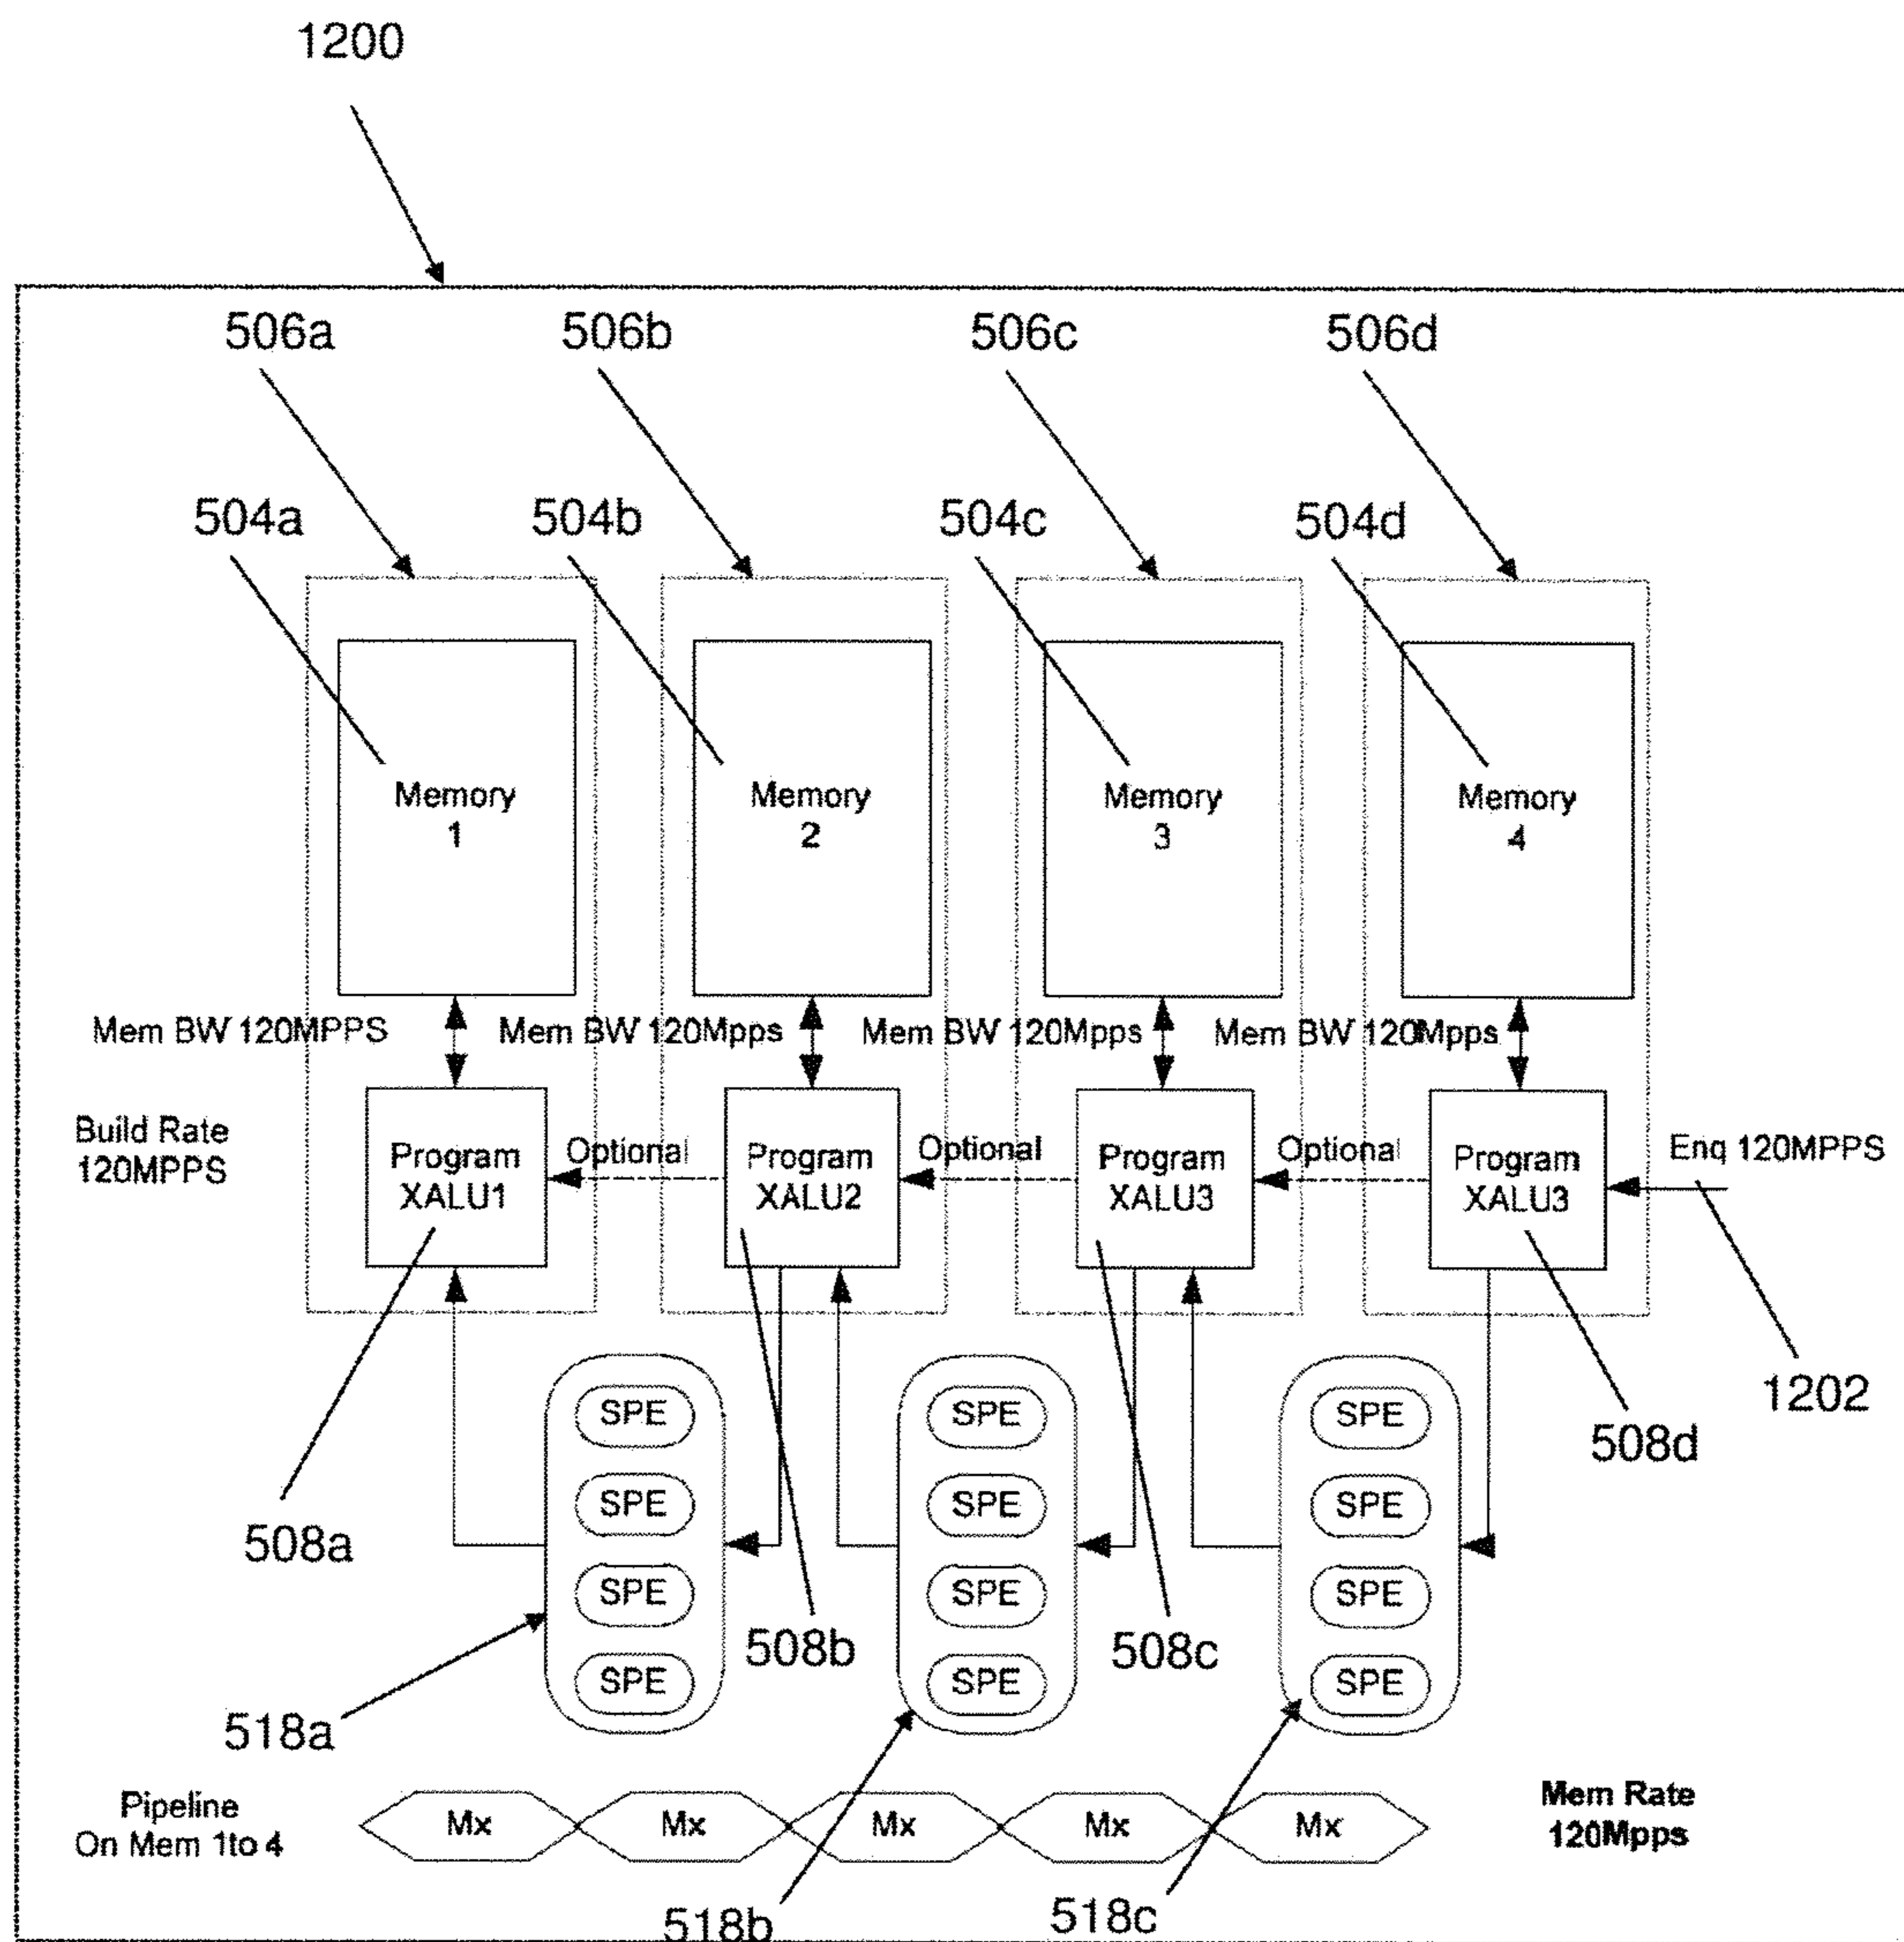 1200
506a
506b
506c
506d
504a
504b
504c
504d
Memory
1
Memory
2
Memory
3
Memory
4
Mem BW 120MPPS
Mem BW 120Mpps
Mem BW 120Mpps
Mem BW 120Mpps
Build Rate
120MPPS
Program
XALU1
Optional
Program
XALU2
Optional
Program
XALU3
Optional
Program
XALU3
Enq 120MPPS
1202
508d
SPE
SPE
SPE
SPE
SPE
SPE
SPE
SPE
SPE
SPE
SPE
SPE
508a
508b
508c
518a
Pipeline
On Mem 1to 4
Mx
Mx
Mx
Mx
Mx
Mem Rate
120Mpps
518b
518c